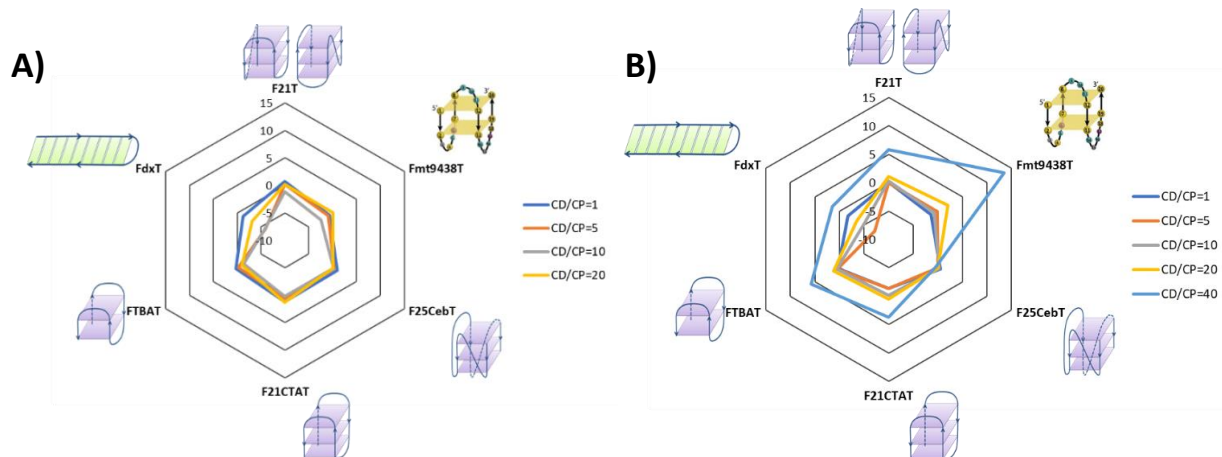 A)
F21T
15
10
5
0
-5
-10
5'
3'
Fmt9438T
FdxT
CD/CP=1
CD/CP=5
CD/CP=10
CD/CP=20
FTBAT
F25CebT
F21CTAT
B)
F21T
15
10
5
0
-5
-10
5'
3'
Fmt9438T
FdxT
CD/CP=1
CD/CP=5
CD/CP=10
CD/CP=20
CD/CP=40
FTBAT
F25CebT
F21CTAT